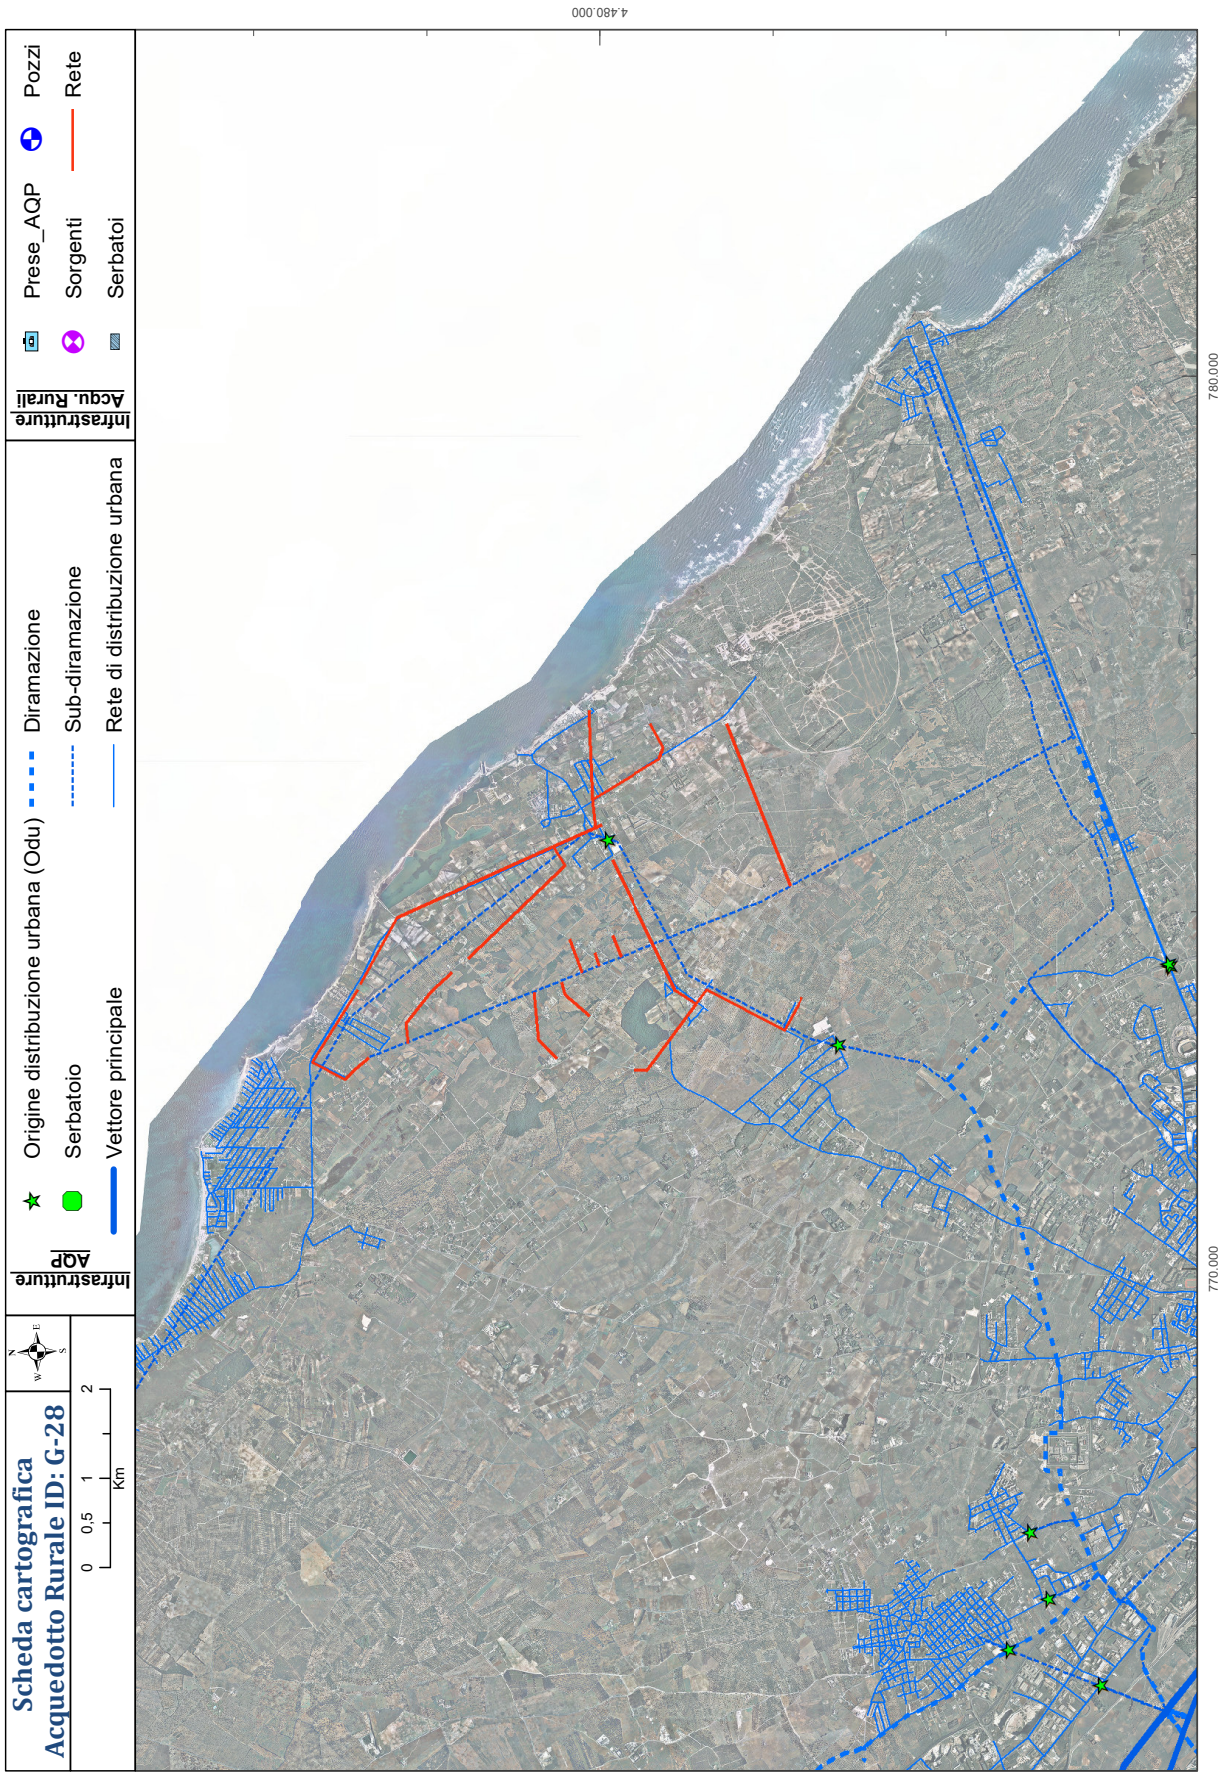 Scheda cartografica
Acquedotto Rurale ID: G-28
N
W
E
S
0
0,5
1
2
Km
Infrastrutture
AQP
Origine distribuzione urbana (Odu)
Serbatoio
Vettore principale
Diramazione
Sub-diramazione
Rete di distribuzione urbana
Infrastrutture
Acqu. Rurali
Prese_AQP
Sorgenti
Serbatoi
Pozzi
Rete
4.480.000
770.000
780.000